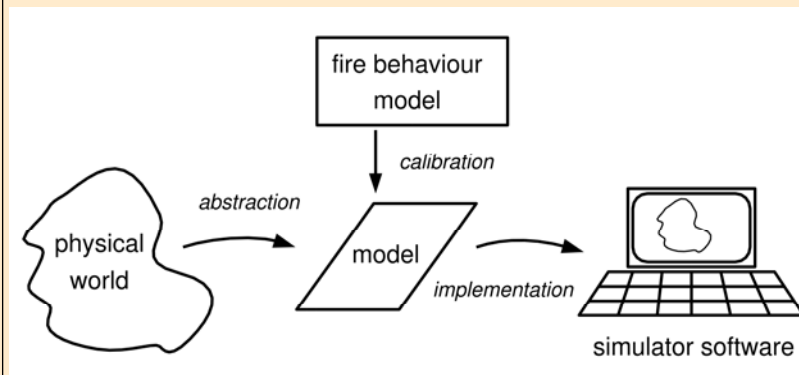 fire behaviour
model
calibration
abstraction
physical
world
model
implementation
simulator software